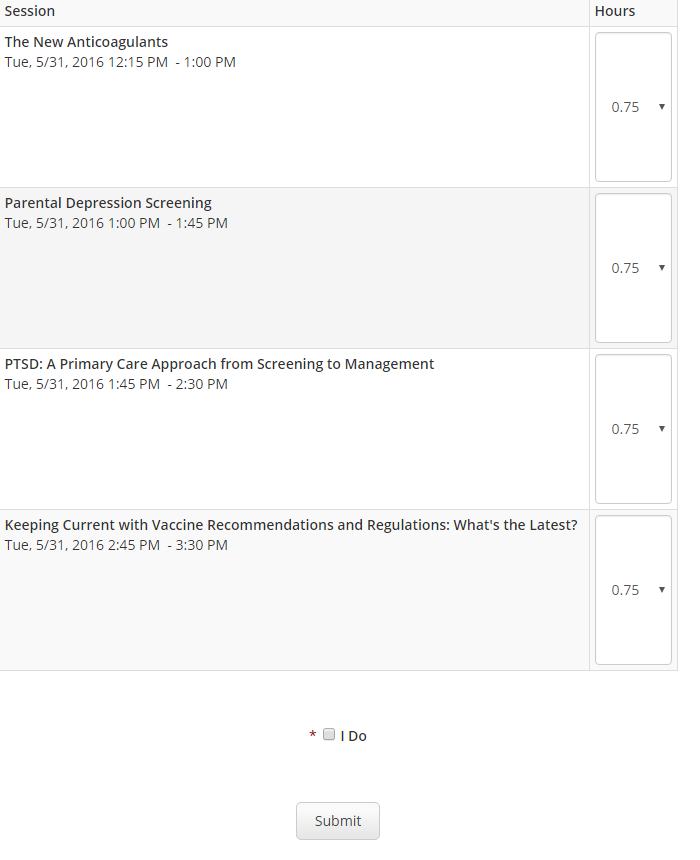 Session Hours
The New Anticoagulants
Tue, 5/31, 2016 12:15 PM - 1:00 PM
0.75
Parental Depression Screening
Tue, 5/31, 2016 1:00 PM - 1:45 PM
0.75
PTSD: A Primary Care Approach from Screening to Management
Tue, 5/31, 2016 1:45 PM - 2:30 PM
0.75
Keeping Current with Vaccine Recommendations and Regulations: What's the Latest?
Tue, 5/31, 2016 2:45 PM - 3:30 PM
0.75
* I Do
Submit